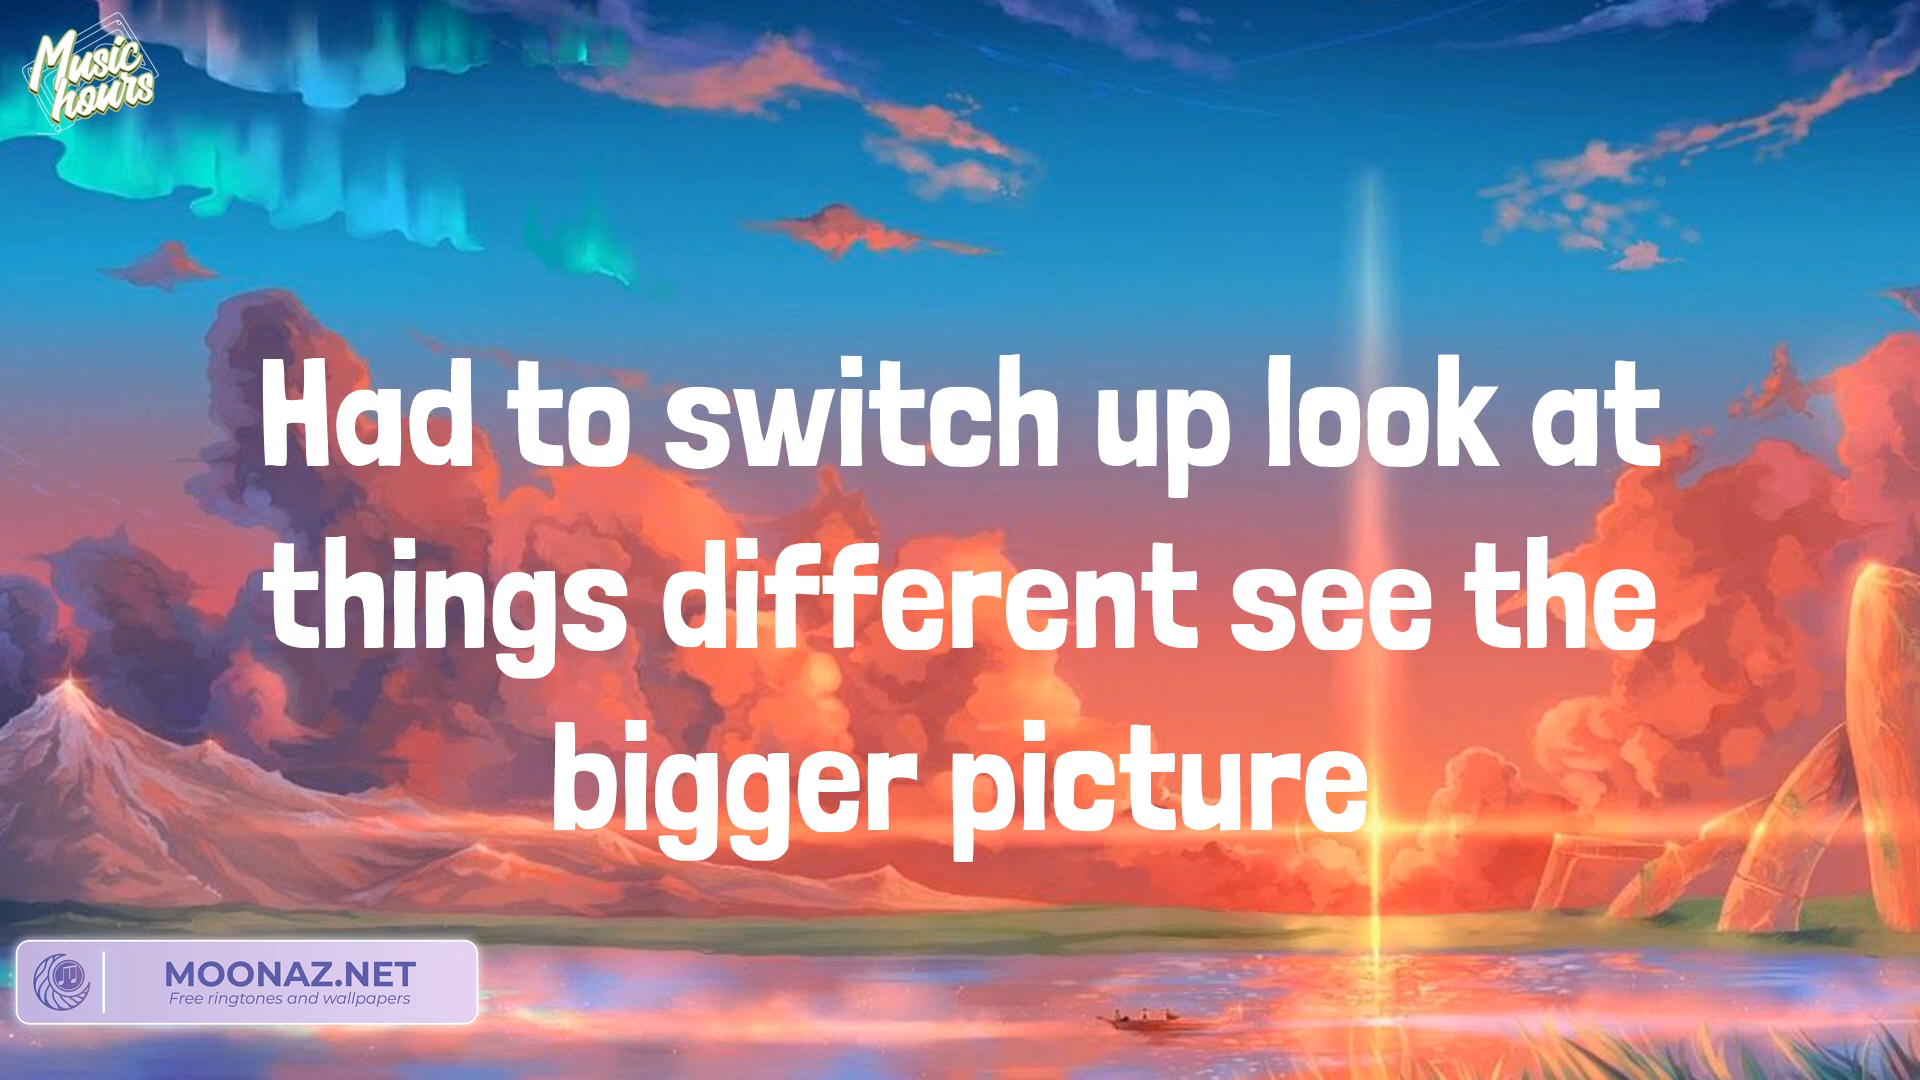 Music
hours
Had to switch up look at
things different see the
bigger picture
MOONAZ.NET
Free ringtones and wallpapers